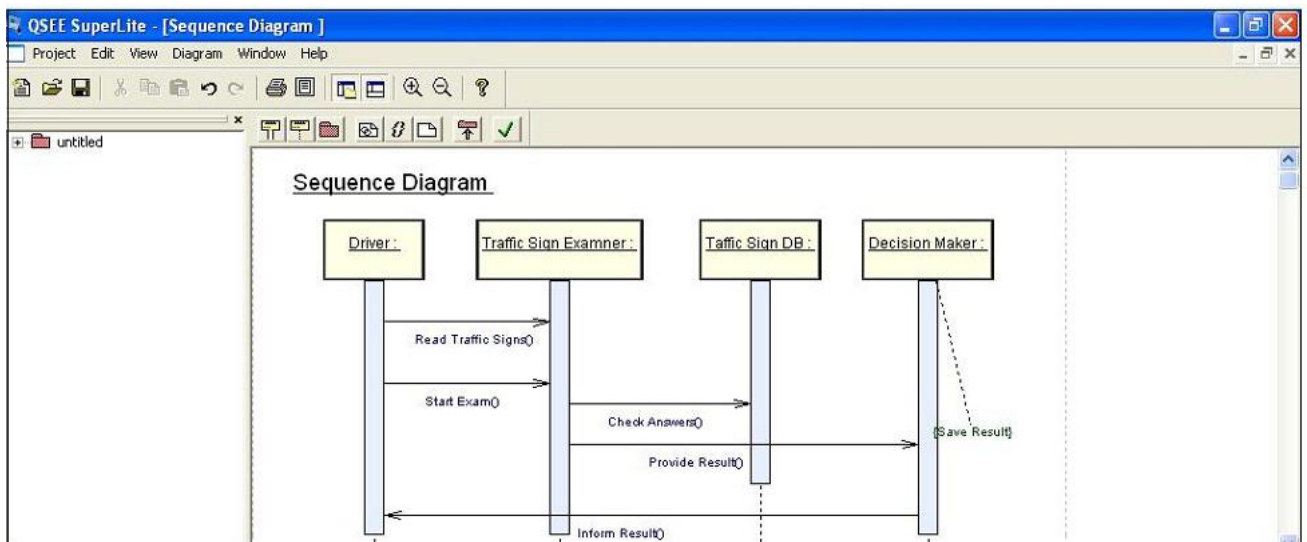 QSEE SuperLite - [Sequence Diagram ]
Project Edit View Diagram Window Help
untitled
Sequence Diagram
Driver : Traffic Sign Examner : Taffic Sign DB : Decision Maker :
Read Traffic Signs()
Start Exam()
Check Answers()
{Save Result}
Provide Result()
Inform Result()